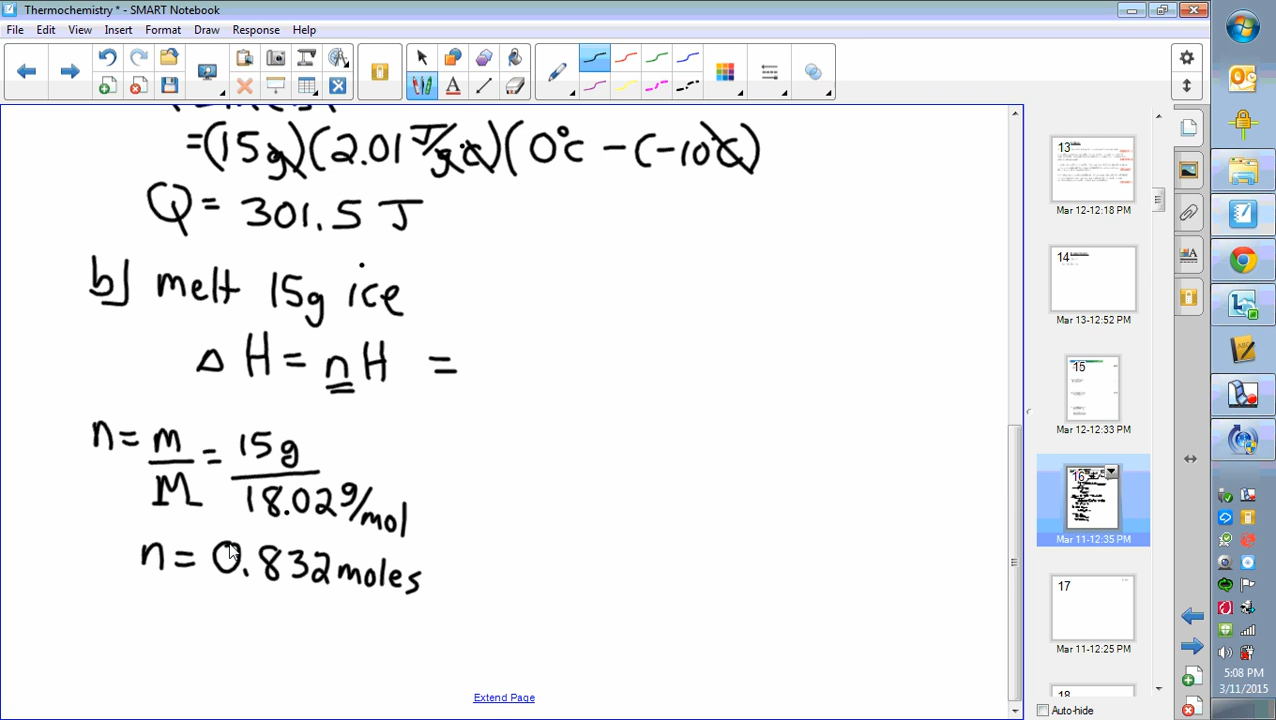 Thermochemistry * - SMART Notebook
File Edit View Insert Format Draw Response Help
=(15g)(2.01 J/g°c)(0°c - (-10°c)
Q = 301.5 J
b) melt 15g ice
Δ H = n H =
n = m/M = 15g / 18.02 g/mol
n = 0.832 moles
Extend Page
13
Mar 12-12:18 PM
14
Mar 13-12:52 PM
15
Mar 12-12:33 PM
16
Mar 11-12:35 PM
17
Mar 11-12:25 PM
18
Auto-hide
5:08 PM
3/11/2015